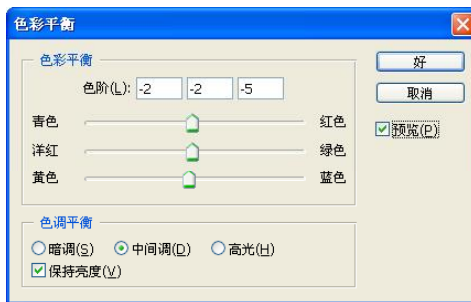 色彩平衡
色彩平衡
好
色阶(L): -2 -2 -5
取消
青色 红色
预览(P)
洋红 绿色
黄色 蓝色
色调平衡
暗调(S) 中间调(D) 高光(H)
保持亮度(V)